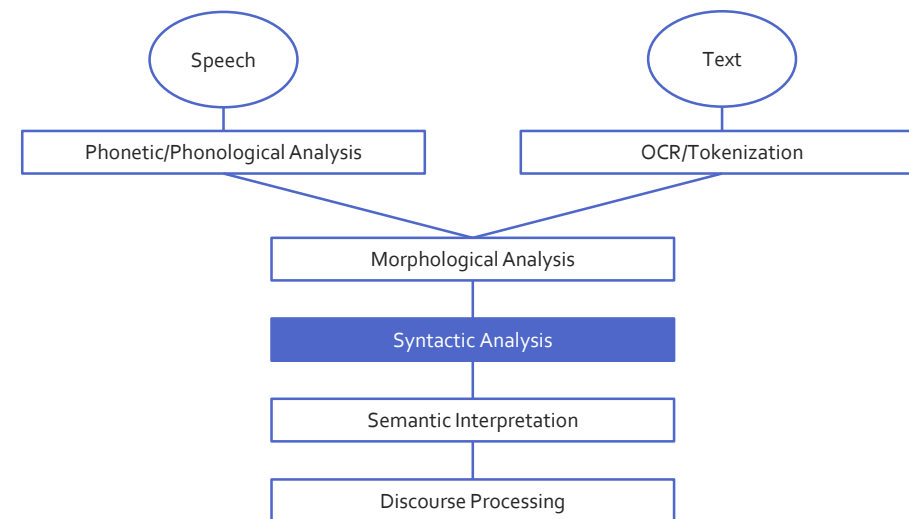 Speech
Text
Phonetic/Phonological Analysis
OCR/Tokenization
Morphological Analysis
Syntactic Analysis
Semantic Interpretation
Discourse Processing